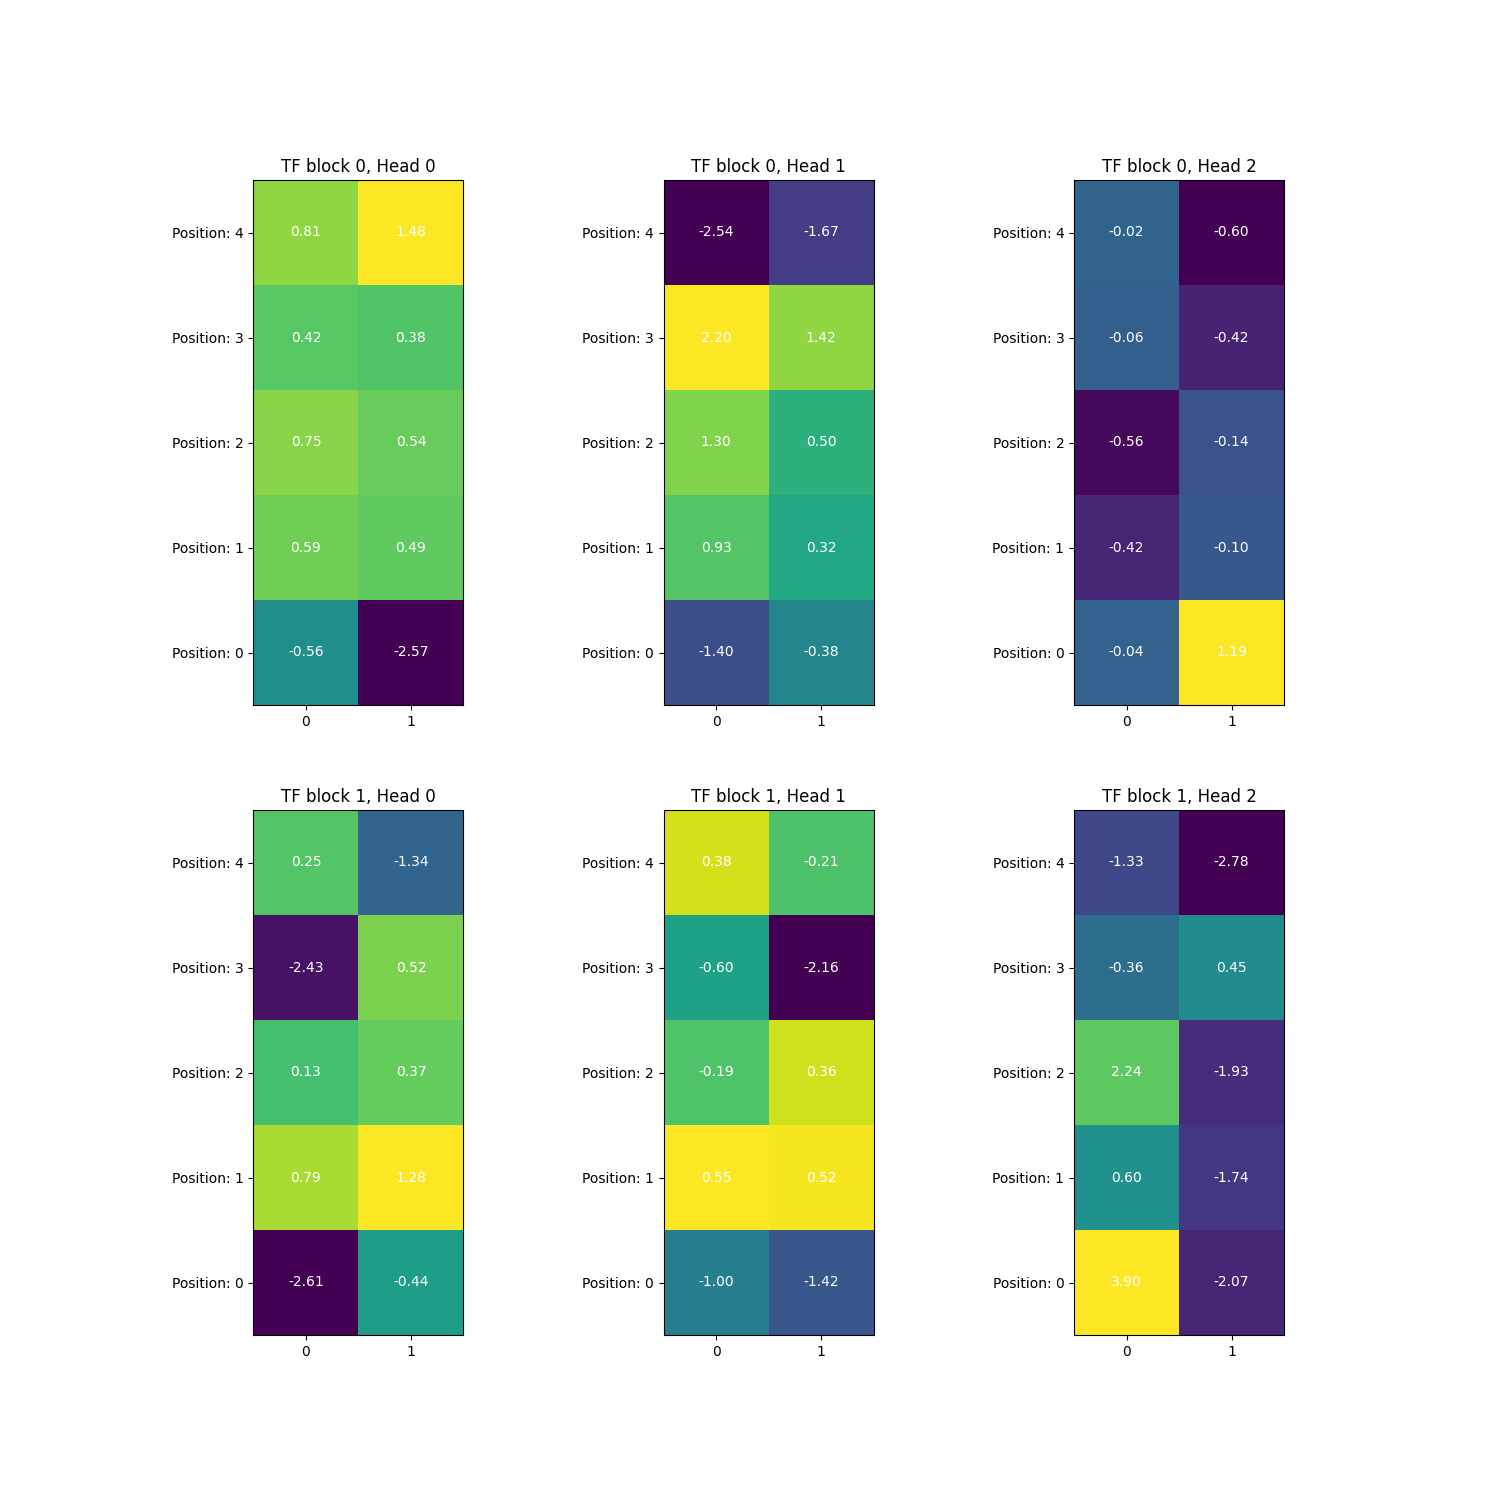 TF block 0, Head 0
Position: 4 0.81 1.48
Position: 3 0.42 0.38
Position: 2 0.75 0.54
Position: 1 0.59 0.49
Position: 0 -0.56 -2.57
0 1
TF block 0, Head 1
Position: 4 -2.54 -1.67
Position: 3 2.20 1.42
Position: 2 1.30 0.50
Position: 1 0.93 0.32
Position: 0 -1.40 -0.38
0 1
TF block 0, Head 2
Position: 4 -0.02 -0.60
Position: 3 -0.06 -0.42
Position: 2 -0.56 -0.14
Position: 1 -0.42 -0.10
Position: 0 -0.04 1.19
0 1
TF block 1, Head 0
Position: 4 0.25 -1.34
Position: 3 -2.43 0.52
Position: 2 0.13 0.37
Position: 1 0.79 1.28
Position: 0 -2.61 -0.44
0 1
TF block 1, Head 1
Position: 4 0.38 -0.21
Position: 3 -0.60 -2.16
Position: 2 -0.19 0.36
Position: 1 0.55 0.52
Position: 0 -1.00 -1.42
0 1
TF block 1, Head 2
Position: 4 -1.33 -2.78
Position: 3 -0.36 0.45
Position: 2 2.24 -1.93
Position: 1 0.60 -1.74
Position: 0 3.90 -2.07
0 1